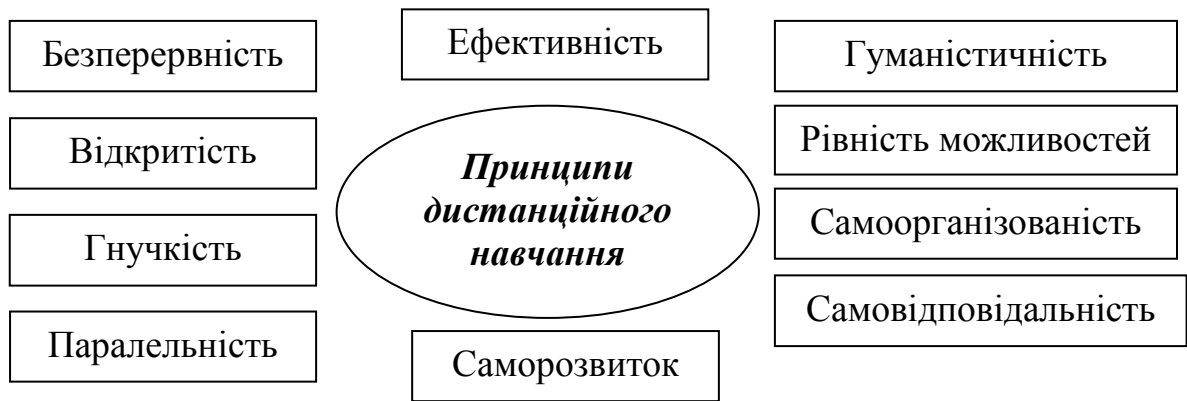 Безперервність
Ефективність
Гуманістичність
Відкритість
Рівність можливостей
Принципи
дистанційного
навчання
Гнучкість
Самоорганізованість
Паралельність
Самовідповідальність
Саморозвиток